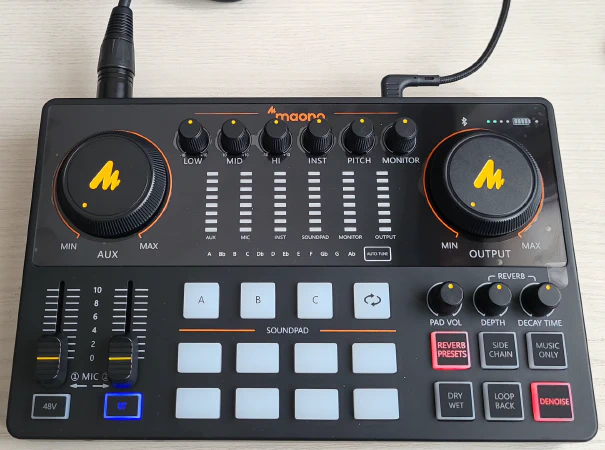 maono
LOW MID HI INST PITCH MONITOR
MIN AUX MAX
MIN OUTPUT MAX
AUX MIC INST SOUNDPAD MONITOR OUTPUT
A Bb B C Db D Eb E F Gb G Ab AUTO TUNE
A B C
SOUNDPAD
REVERB
PAD VOL DEPTH DECAY TIME
REVERB PRESETS
SIDE CHAIN
MUSIC ONLY
DRY WET
LOOP BACK
DENOISE
10
8
6
4
2
0
① MIC ②
48V